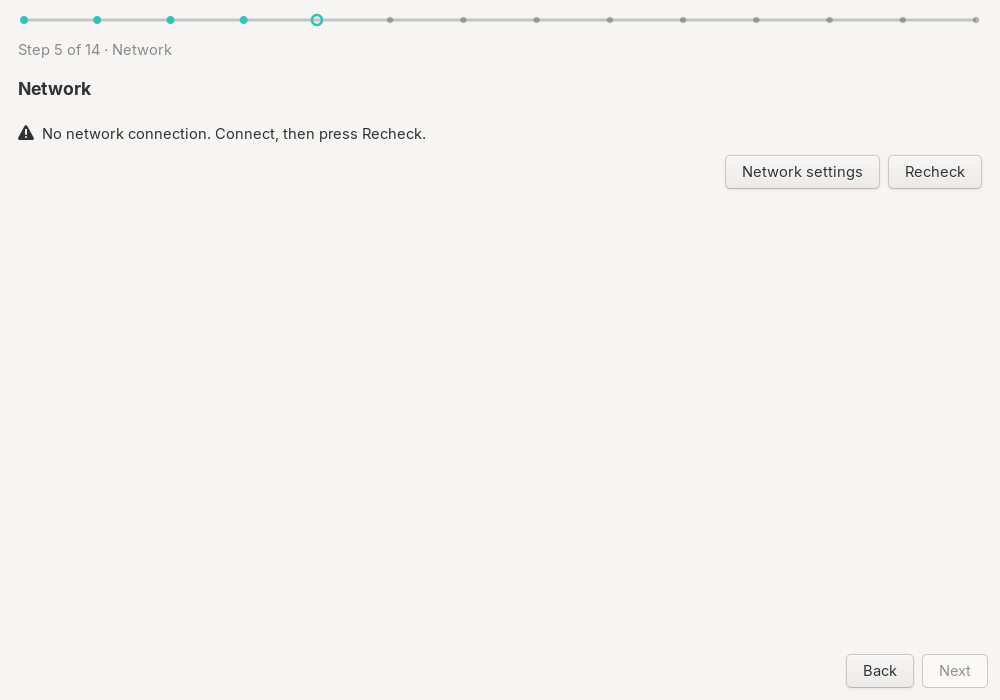 Step 5 of 14 · Network
Network
No network connection. Connect, then press Recheck.
Network settings
Recheck
Back
Next